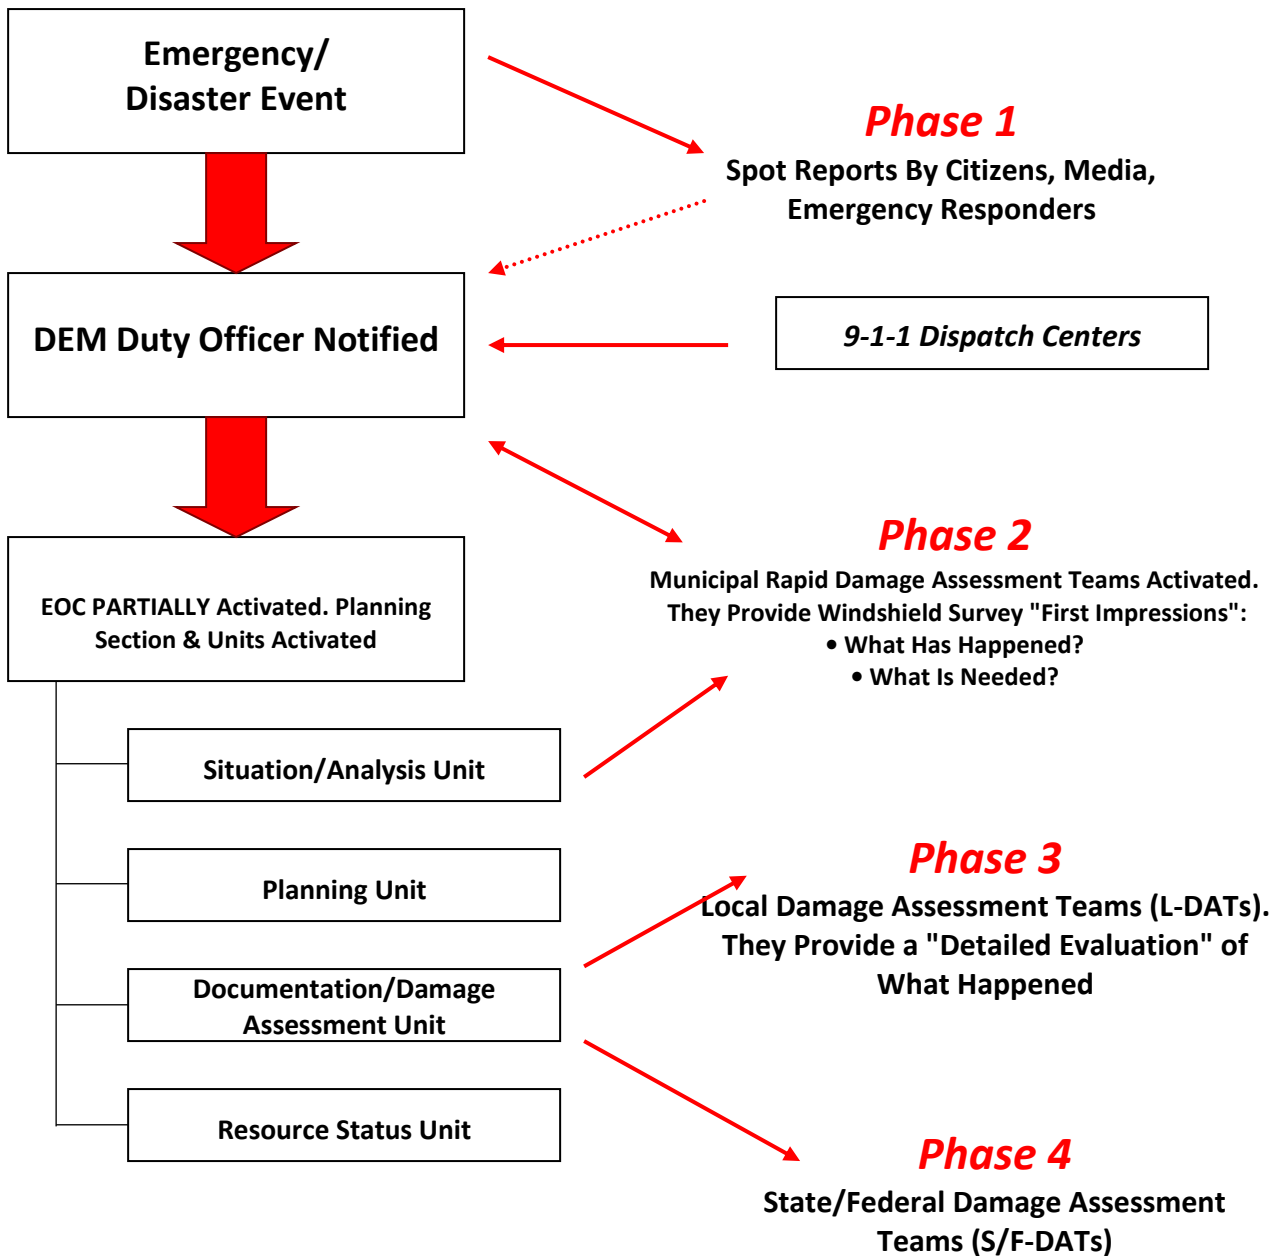 Emergency/
Disaster Event
Phase 1
Spot Reports By Citizens, Media,
Emergency Responders
DEM Duty Officer Notified
9-1-1 Dispatch Centers
Phase 2
Municipal Rapid Damage Assessment Teams Activated.
They Provide Windshield Survey "First Impressions":
• What Has Happened?
• What Is Needed?
EOC PARTIALLY Activated. Planning
Section & Units Activated
Situation/Analysis Unit
Planning Unit
Phase 3
Local Damage Assessment Teams (L-DATs).
They Provide a "Detailed Evaluation" of
What Happened
Documentation/Damage
Assessment Unit
Resource Status Unit
Phase 4
State/Federal Damage Assessment
Teams (S/F-DATs)